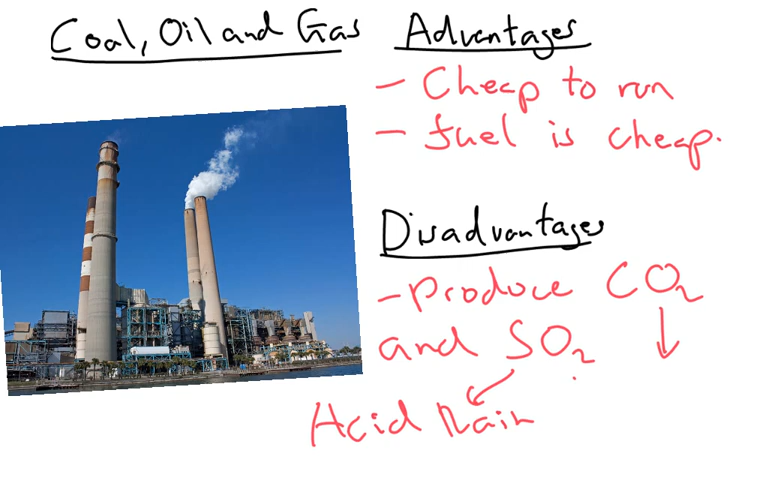 Coal, Oil and Gas
Advantages
- Cheap to run
- fuel is cheap.
Disadvantages
- Produce CO₂
and SO₂ ↓
Acid Rain